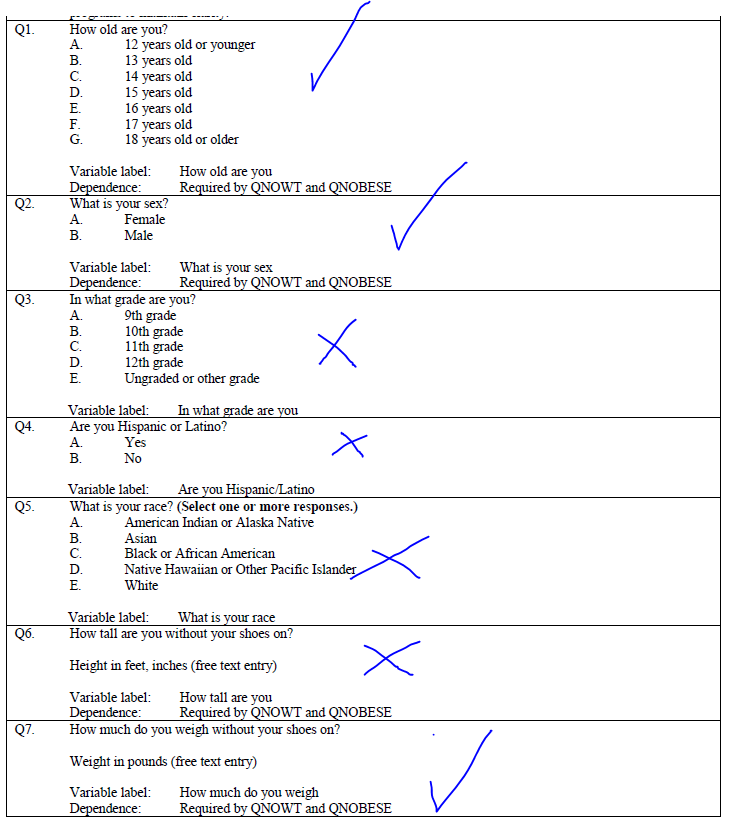 Q1. How old are you?
A. 12 years old or younger
B. 13 years old
C. 14 years old
D. 15 years old
E. 16 years old
F. 17 years old
G. 18 years old or older
Variable label: How old are you
Dependence: Required by QNOWT and QNOBESE
Q2. What is your sex?
A. Female
B. Male
Variable label: What is your sex
Dependence: Required by QNOWT and QNOBESE
Q3. In what grade are you?
A. 9th grade
B. 10th grade
C. 11th grade
D. 12th grade
E. Ungraded or other grade
Variable label: In what grade are you
Q4. Are you Hispanic or Latino?
A. Yes
B. No
Variable label: Are you Hispanic/Latino
Q5. What is your race? (Select one or more responses.)
A. American Indian or Alaska Native
B. Asian
C. Black or African American
D. Native Hawaiian or Other Pacific Islander
E. White
Variable label: What is your race
Q6. How tall are you without your shoes on?
Height in feet, inches (free text entry)
Variable label: How tall are you
Dependence: Required by QNOWT and QNOBESE
Q7. How much do you weigh without your shoes on?
Weight in pounds (free text entry)
Variable label: How much do you weigh
Dependence: Required by QNOWT and QNOBESE